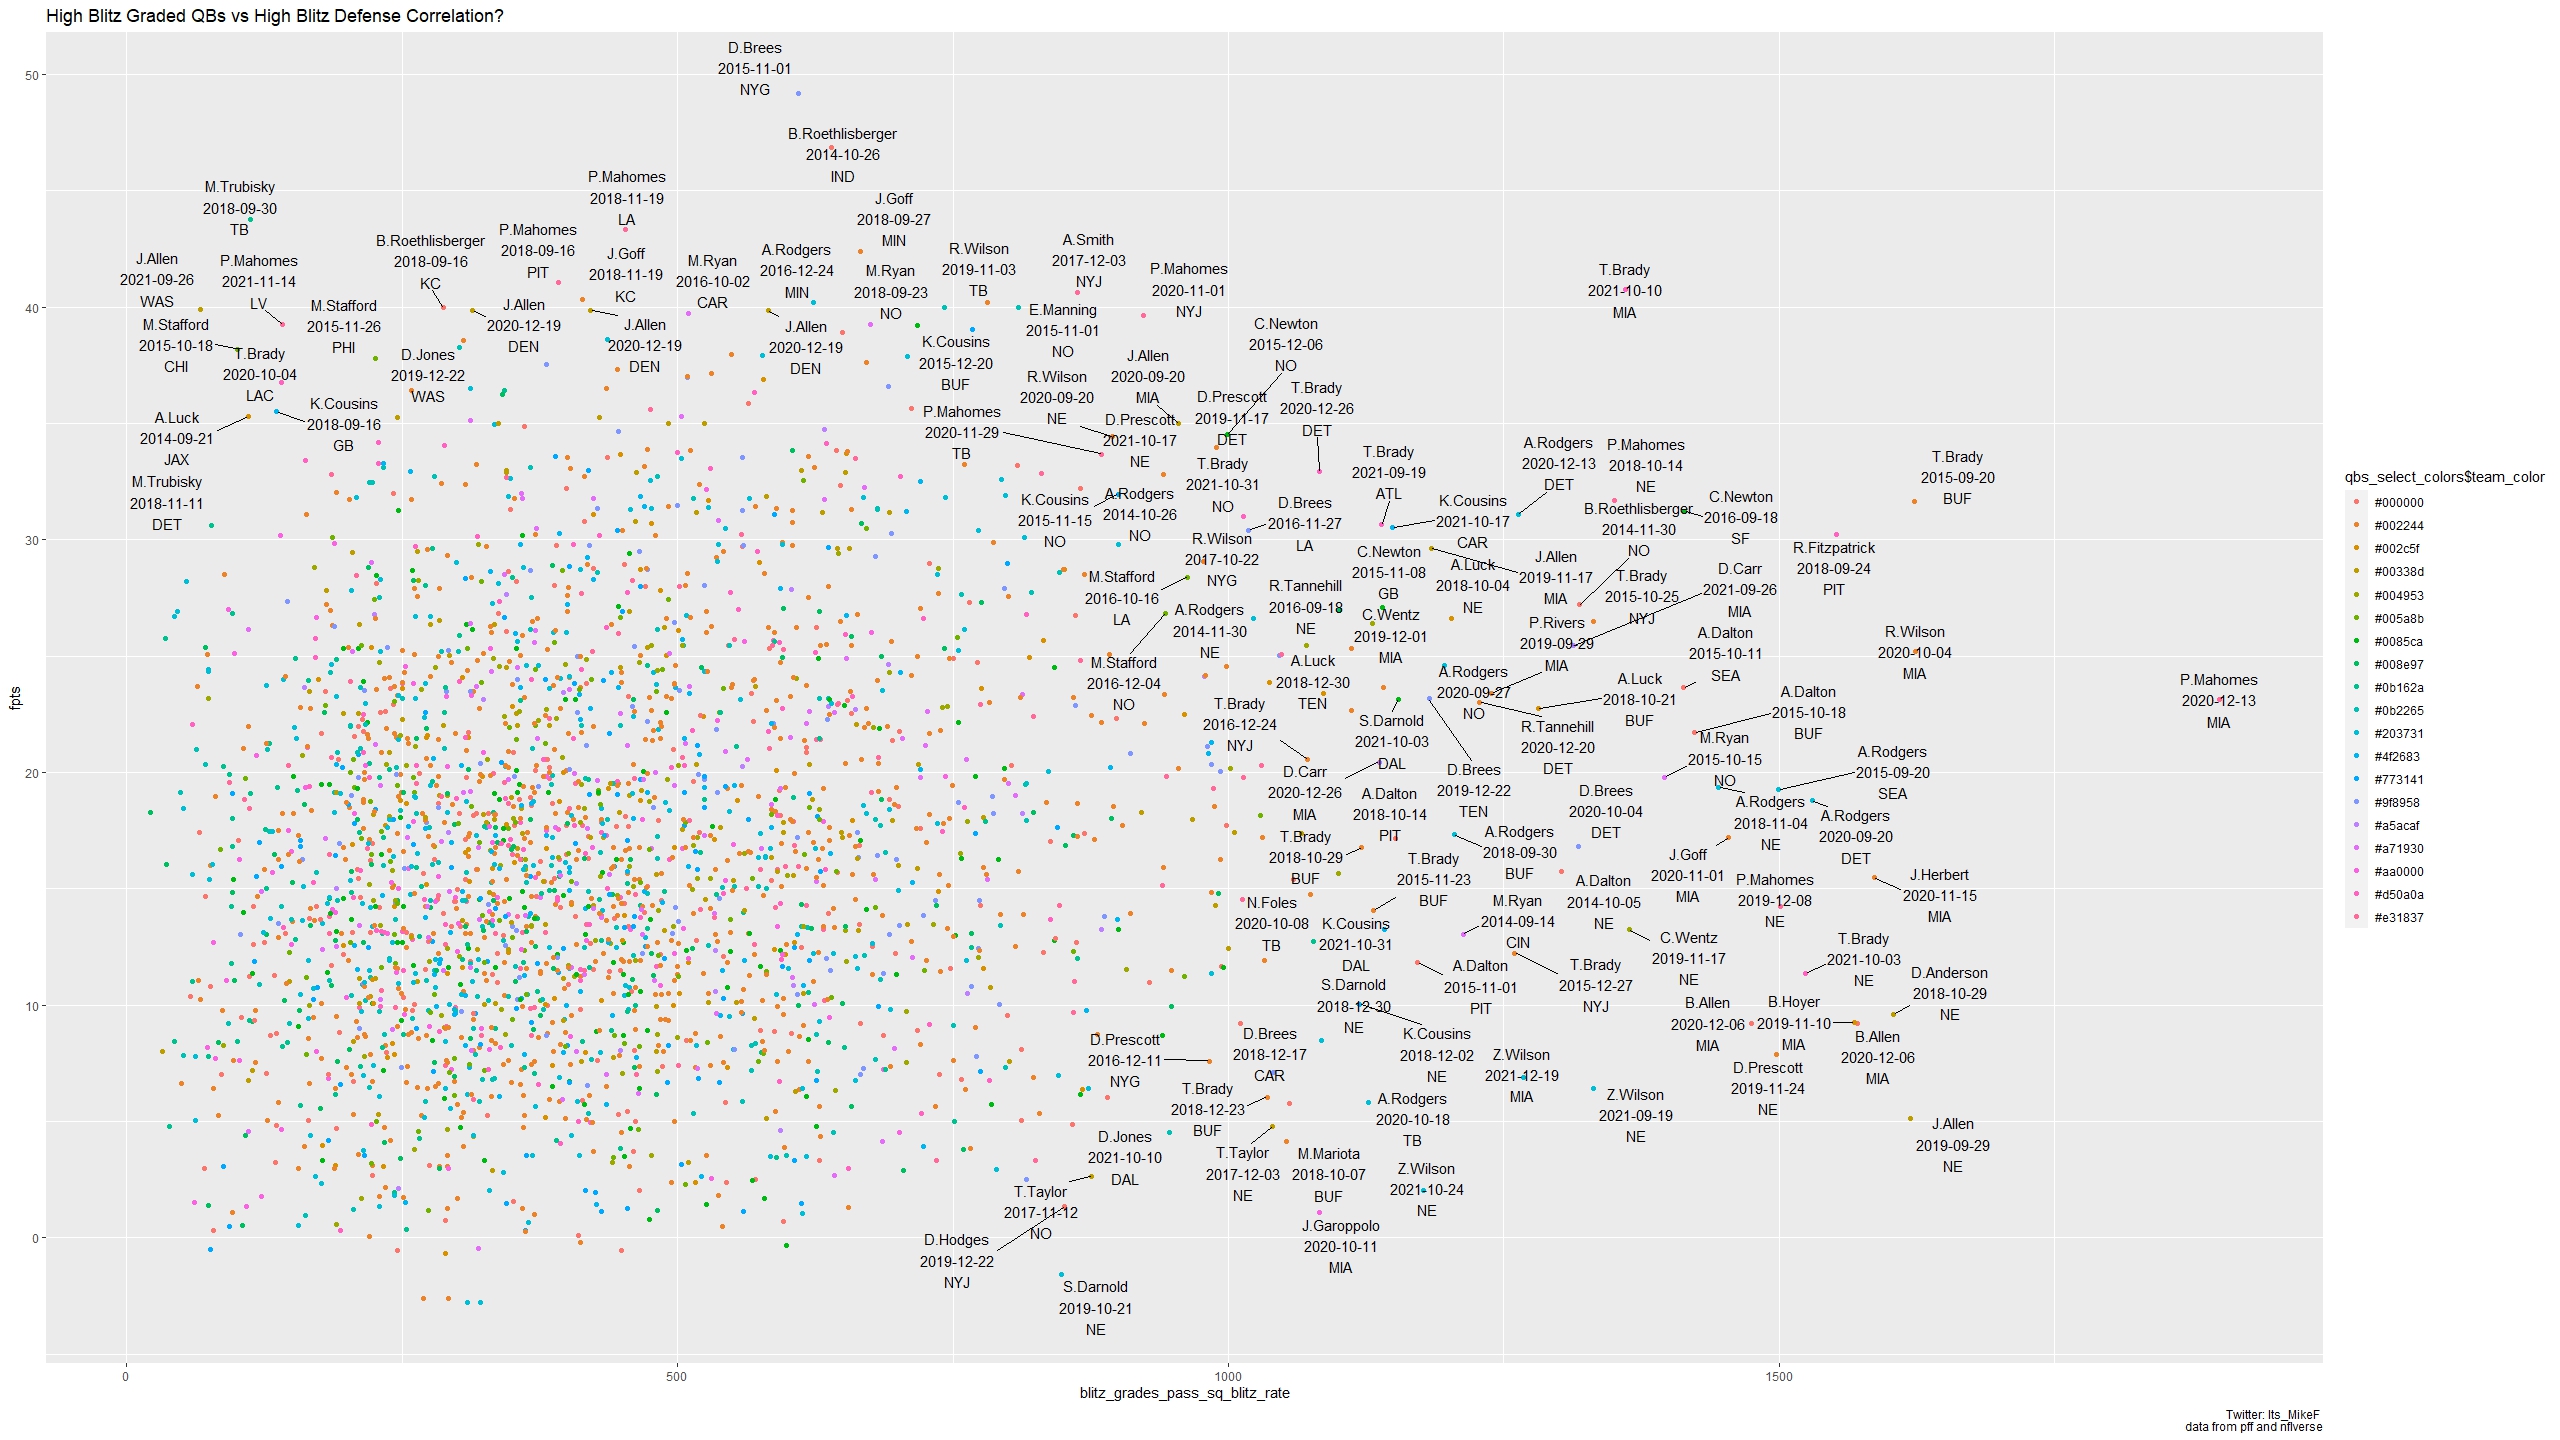 High Blitz Graded QBs vs High Blitz Defense Correlation?
D.Brees
2015-11-01
NYG
B.Roethlisberger
2014-10-26
IND
M.Trubisky
2018-09-30
TB
P.Mahomes
2018-11-19
LA
J.Goff
2018-09-27
MIN
J.Allen
2021-09-26
WAS
P.Mahomes
2021-11-14
LV
B.Roethlisberger
2018-09-16
KC
P.Mahomes
2018-09-16
PIT
J.Goff
2018-11-19
KC
M.Ryan
2016-10-02
CAR
A.Rodgers
2016-12-24
MIN
M.Ryan
2018-09-23
NO
R.Wilson
2019-11-03
TB
A.Smith
2017-12-03
NYJ
P.Mahomes
2020-11-01
NYJ
T.Brady
2021-10-10
MIA
M.Stafford
2015-10-18
CHI
M.Stafford
2015-11-26
PHI
J.Allen
2020-12-19
DEN
J.Allen
2020-12-19
DEN
J.Allen
2020-12-19
DEN
E.Manning
2015-11-01
NO
C.Newton
2015-12-06
NO
T.Brady
2020-10-04
LAC
D.Jones
2019-12-22
WAS
K.Cousins
2015-12-20
BUF
J.Allen
2020-09-20
MIA
R.Wilson
2020-09-20
NE
D.Prescott
2019-11-17
DET
T.Brady
2020-12-26
DET
A.Luck
2014-09-21
JAX
K.Cousins
2018-09-16
GB
P.Mahomes
2020-11-29
TB
D.Prescott
2021-10-17
NE
M.Trubisky
2018-11-11
DET
T.Brady
2021-10-31
NO
T.Brady
2021-09-19
ATL
A.Rodgers
2020-12-13
DET
P.Mahomes
2018-10-14
NE
T.Brady
2015-09-20
BUF
K.Cousins
2015-11-15
NO
A.Rodgers
2014-10-26
NO
D.Brees
2016-11-27
LA
K.Cousins
2021-10-17
CAR
B.Roethlisberger
2014-11-30
NO
C.Newton
2016-09-18
SF
R.Wilson
2017-10-22
NYG
C.Newton
2015-11-08
GB
A.Luck
2018-10-04
NE
J.Allen
2019-11-17
MIA
R.Fitzpatrick
2018-09-24
PIT
M.Stafford
2016-10-16
LA
R.Tannehill
2016-09-18
NE
T.Brady
2015-10-25
NYJ
D.Carr
2021-09-26
MIA
A.Rodgers
2014-11-30
NE
C.Wentz
2019-12-01
MIA
P.Rivers
2019-09-29
MIA
A.Dalton
2015-10-11
SEA
R.Wilson
2020-10-04
MIA
M.Stafford
2016-12-04
NO
A.Luck
2018-12-30
TEN
A.Rodgers
2020-09-27
NO
A.Luck
2018-10-21
BUF
A.Dalton
2015-10-18
BUF
P.Mahomes
2020-12-13
MIA
T.Brady
2016-12-24
NYJ
S.Darnold
2021-10-03
DAL
R.Tannehill
2020-12-20
DET
M.Ryan
2015-10-15
NO
A.Rodgers
2015-09-20
SEA
D.Carr
2020-12-26
MIA
D.Brees
2019-12-22
TEN
A.Dalton
2018-10-14
PIT
D.Brees
2020-10-04
DET
A.Rodgers
2018-11-04
NE
A.Rodgers
2020-09-20
DET
T.Brady
2018-10-29
BUF
A.Rodgers
2018-09-30
BUF
T.Brady
2015-11-23
BUF
J.Goff
2020-11-01
MIA
P.Mahomes
2019-12-08
NE
J.Herbert
2020-11-15
MIA
A.Dalton
2014-10-05
NE
N.Foles
2020-10-08
TB
M.Ryan
2014-09-14
CIN
K.Cousins
2021-10-31
DAL
C.Wentz
2019-11-17
NE
T.Brady
2021-10-03
NE
A.Dalton
2015-11-01
PIT
T.Brady
2015-12-27
NYJ
D.Anderson
2018-10-29
NE
S.Darnold
2018-12-30
NE
B.Allen
2020-12-06
MIA
B.Hoyer
2019-11-10
MIA
B.Allen
2020-12-06
MIA
D.Prescott
2016-12-11
NYG
D.Brees
2018-12-17
CAR
K.Cousins
2018-12-02
NE
Z.Wilson
2021-12-19
MIA
D.Prescott
2019-11-24
NE
T.Brady
2018-12-23
BUF
A.Rodgers
2020-10-18
TB
Z.Wilson
2021-09-19
NE
J.Allen
2019-09-29
NE
D.Jones
2021-10-10
DAL
T.Taylor
2017-12-03
NE
M.Mariota
2018-10-07
BUF
Z.Wilson
2021-10-24
NE
T.Taylor
2017-11-12
NO
J.Garoppolo
2020-10-11
MIA
D.Hodges
2019-12-22
NYJ
S.Darnold
2019-10-21
NE
50
40
30
20
10
0
fpts
0
500
1000
1500
blitz_grades_pass_sq_blitz_rate
qbs_select_colors$team_color
#000000
#002244
#002c5f
#00338d
#004953
#005a8b
#0085ca
#008e97
#0b162a
#0b2265
#203731
#4f2683
#773141
#9f8958
#a5acaf
#a71930
#aa0000
#d50a0a
#e31837
Twitter: Its_MikeF
data from pff and nflverse